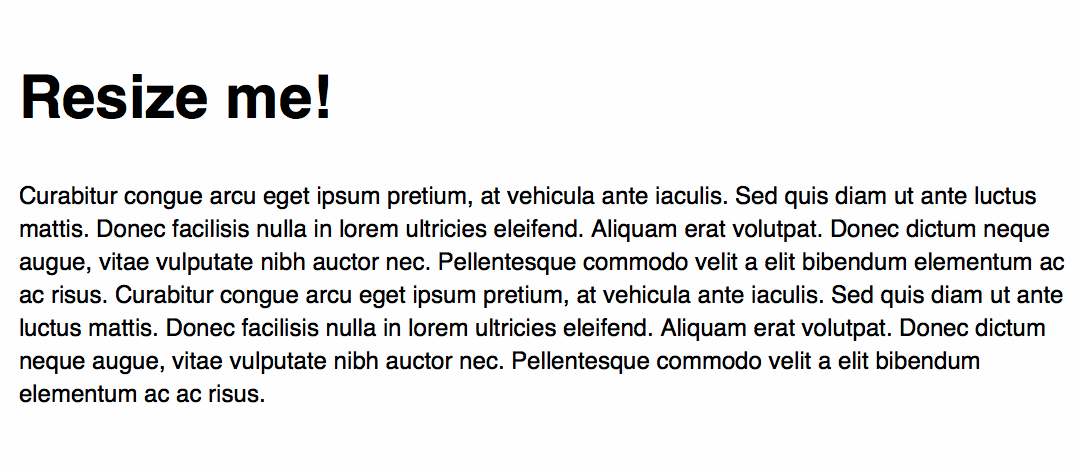 Resize me!
Curabitur congue arcu eget ipsum pretium, at vehicula ante iaculis. Sed quis diam ut ante luctus
mattis. Donec facilisis nulla in lorem ultricies eleifend. Aliquam erat volutpat. Donec dictum neque
augue, vitae vulputate nibh auctor nec. Pellentesque commodo velit a elit bibendum elementum ac
ac risus. Curabitur congue arcu eget ipsum pretium, at vehicula ante iaculis. Sed quis diam ut ante
luctus mattis. Donec facilisis nulla in lorem ultricies eleifend. Aliquam erat volutpat. Donec dictum
neque augue, vitae vulputate nibh auctor nec. Pellentesque commodo velit a elit bibendum
elementum ac ac risus.